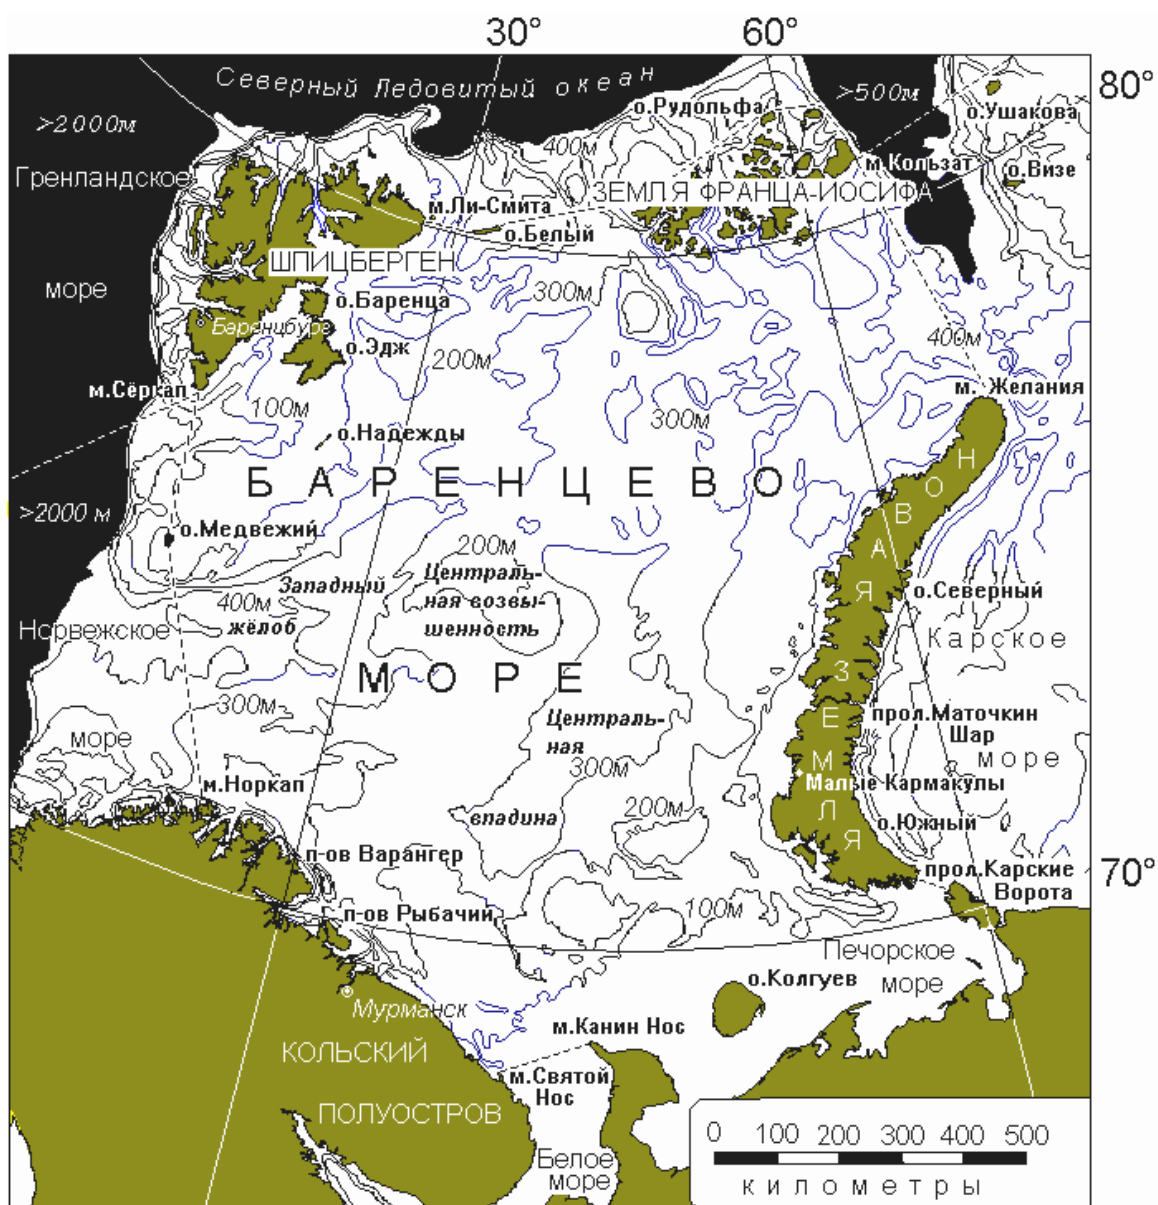 30° 60°
80°
Северный Ледовитый океан
>500м
о.Рудольфа
о.Ушакова
>2000м
400м
м.Кользат
о.Визе
Гренландское
ЗЕМЛЯ ФРАНЦА-ИОСИФА
м.Ли-Смита
о.Белый
ШПИЦБЕРГЕН
море
300м
о.Баренца
Баренцбург
400м
о.Эдж
200м
м.Сёркап
м. Желания
100м
300м
о.Надежды
БАРЕНЦЕВО
НОВАЯ ЗЕМЛЯ
>2000 м
о.Медвежий
200м
Западный
жёлоб
Централь-
ная возвы-
шенность
400м
о.Северный
Норвежское
Карское
МОРЕ
300м
Централь-
ная
прол.Маточкин
Шар
море
море
300м
м.Норкап
Малые Кармакулы
200м
впадина
о.Южный
п-ов Варангер
прол.Карские
Ворота
70°
п-ов Рыбачий
100м
Печорское
море
о.Колгуев
Мурманск
м.Канин Нос
КОЛЬСКИЙ
ПОЛУОСТРОВ
м.Святой
Нос
Белое
море
0 100 200 300 400 500
километры